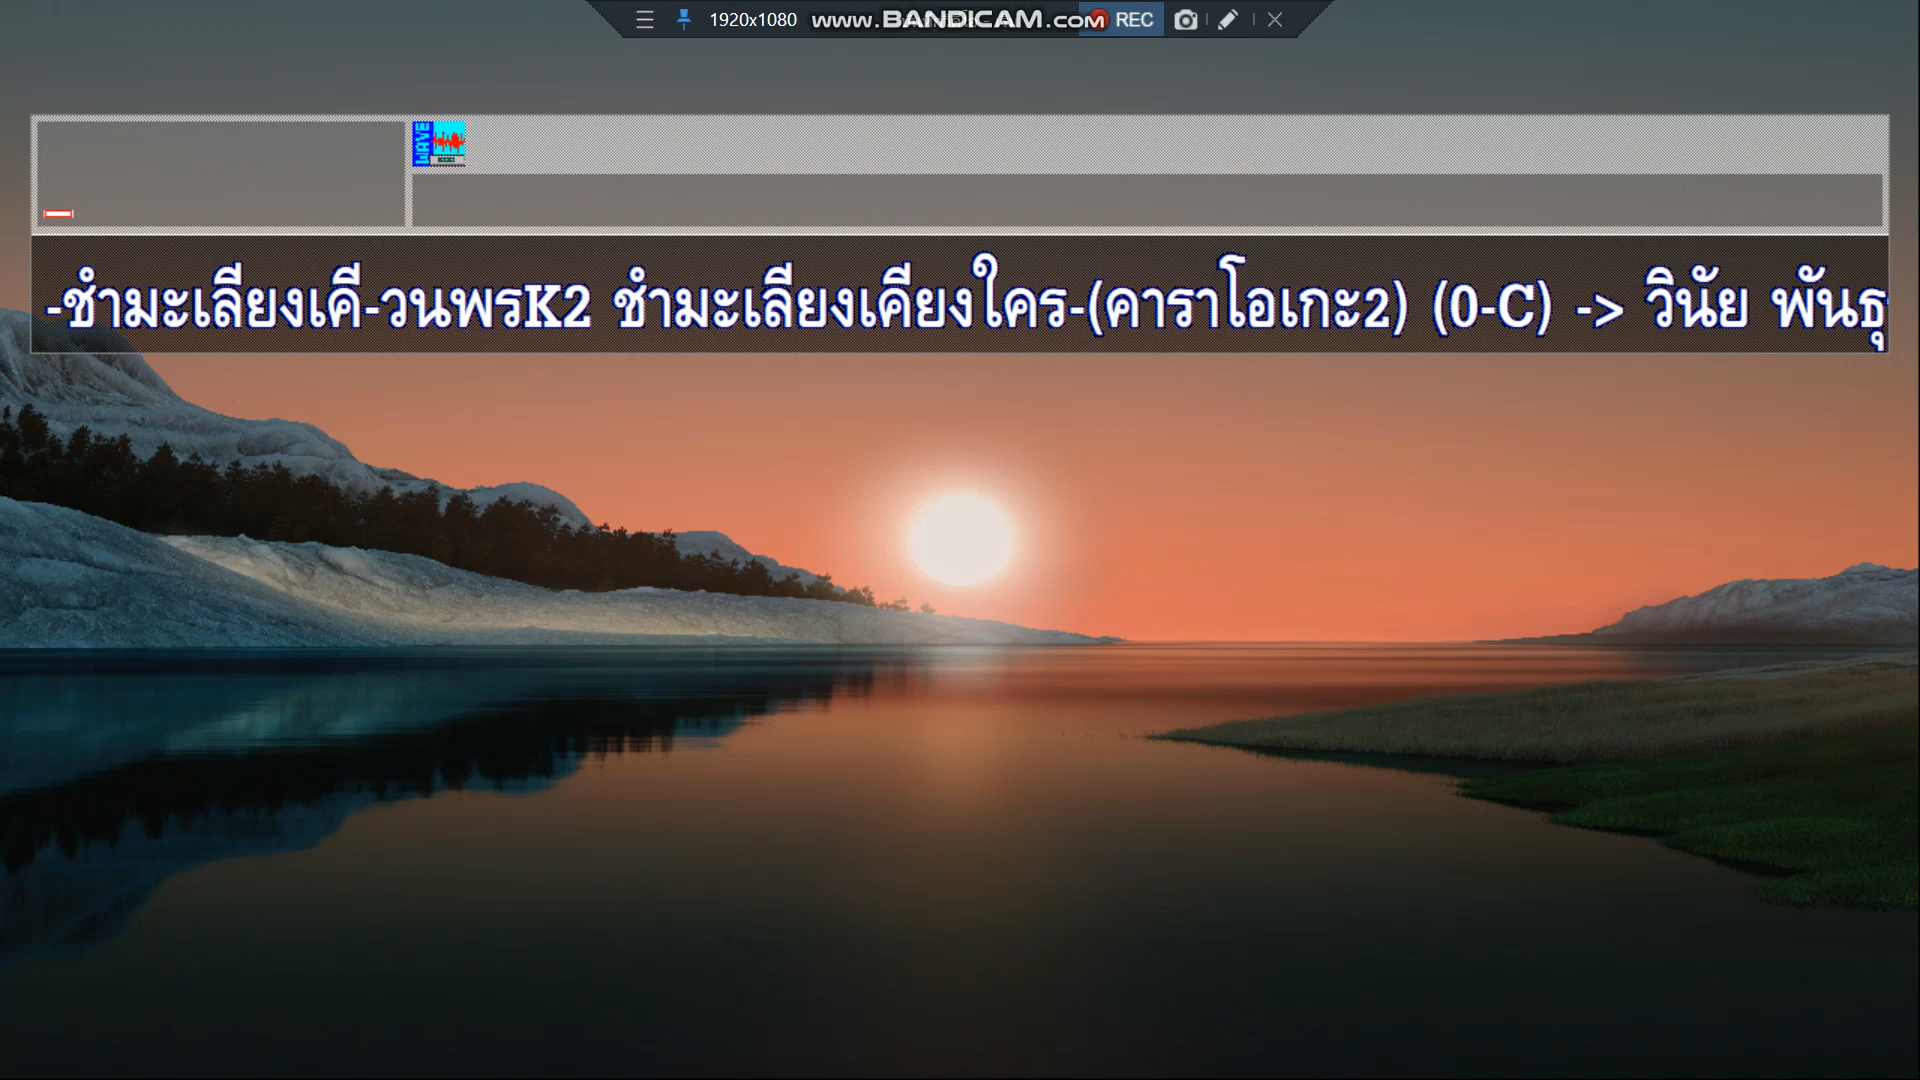 1920x1080 www.BANDICAM.com REC
WAVE
-ชำมะเลียงเคี-วนพรK2 ชำมะเลียงเคียงใคร-(คาราโอเกะ2) (0-C) -> วินัย พันธุ